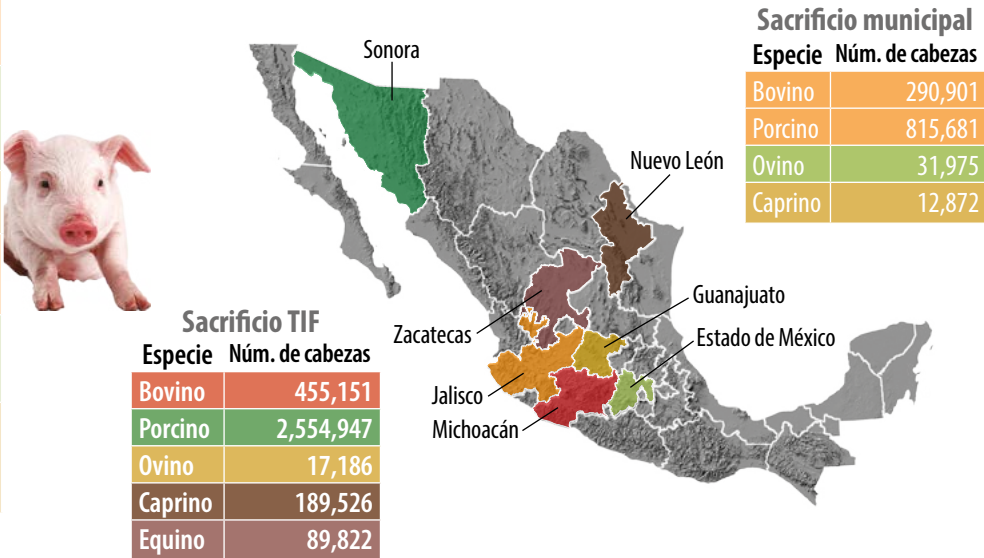 Sacrificio municipal
Especie Núm. de cabezas
Bovino 290,901
Porcino 815,681
Ovino 31,975
Caprino 12,872
Sonora
Nuevo León
Guanajuato
Estado de México
Zacatecas
Jalisco
Michoacán
Sacrificio TIF
Especie Núm. de cabezas
Bovino 455,151
Porcino 2,554,947
Ovino 17,186
Caprino 189,526
Equino 89,822